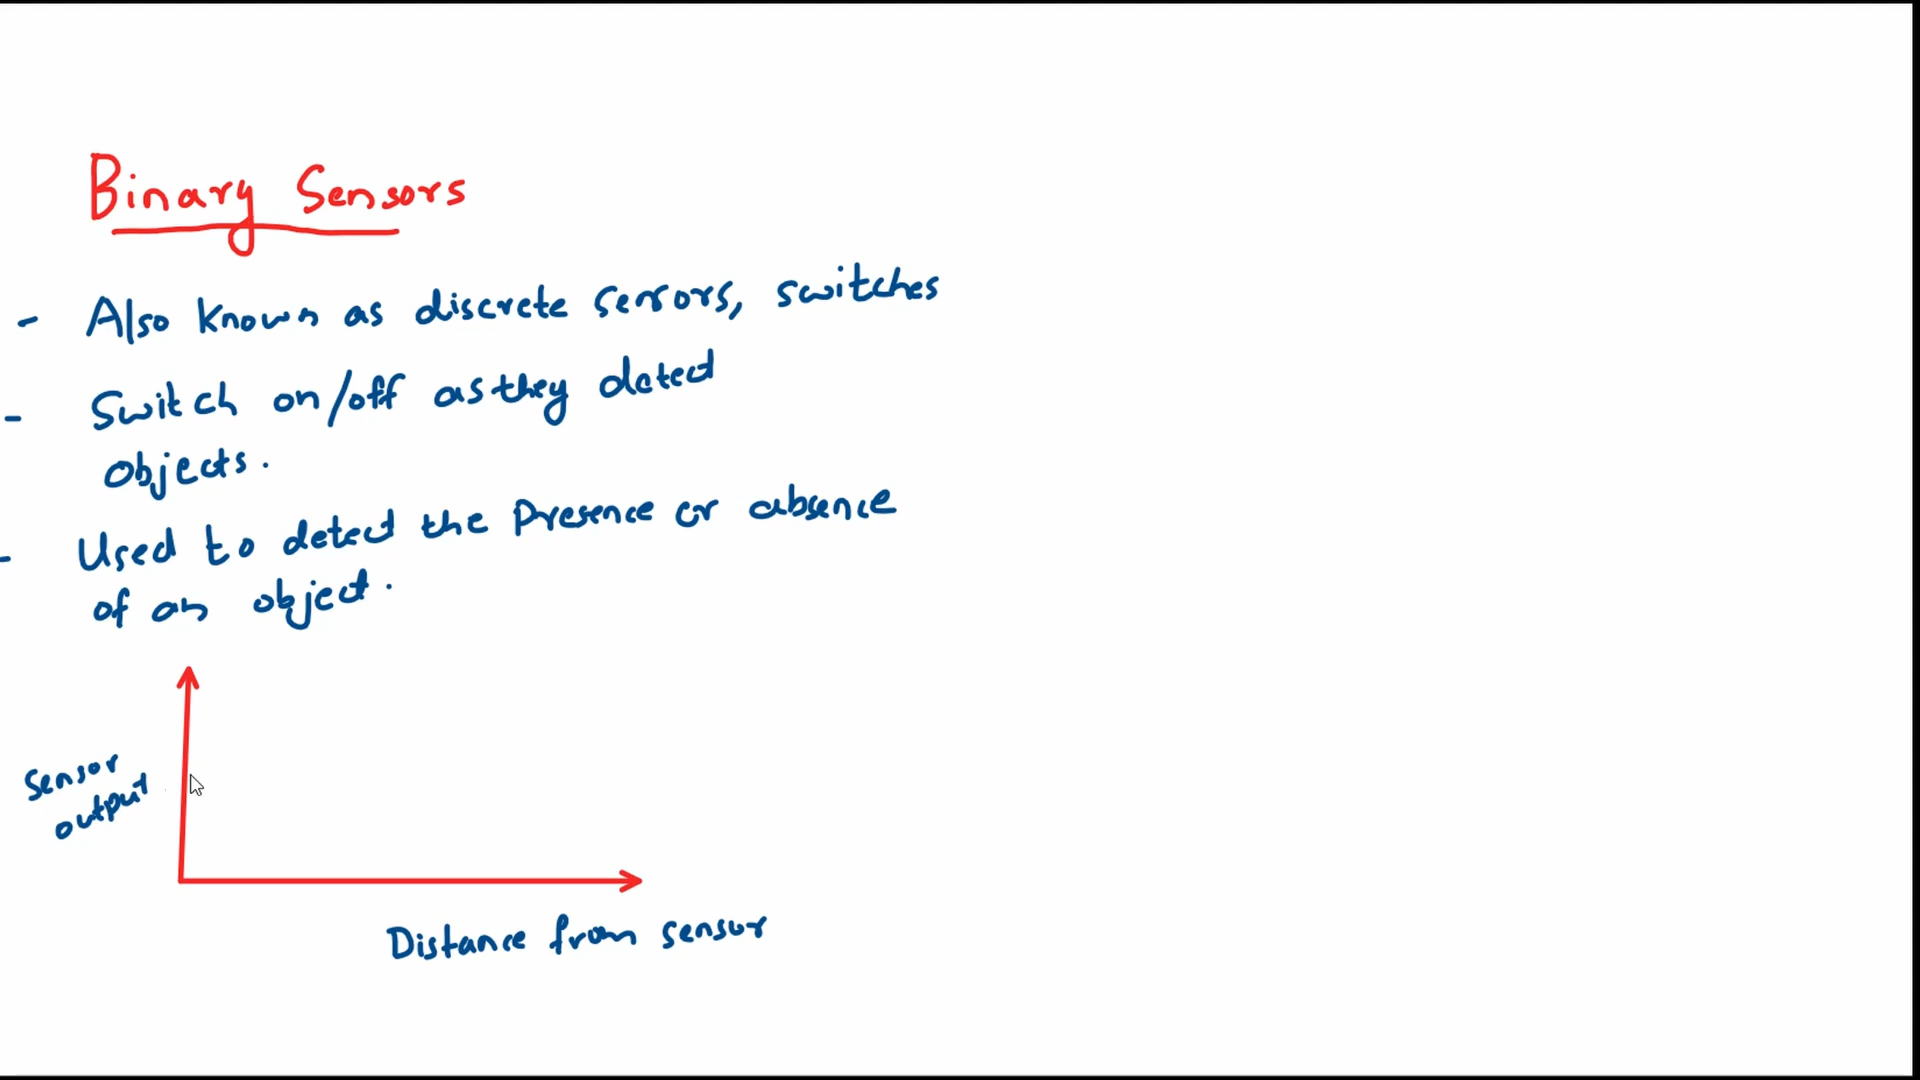 Binary Sensors
- Also known as discrete sensors, switches
- Switch on/off as they detect
objects.
- Used to detect the presence or absence
of an object.
Sensor
output
Distance from sensor